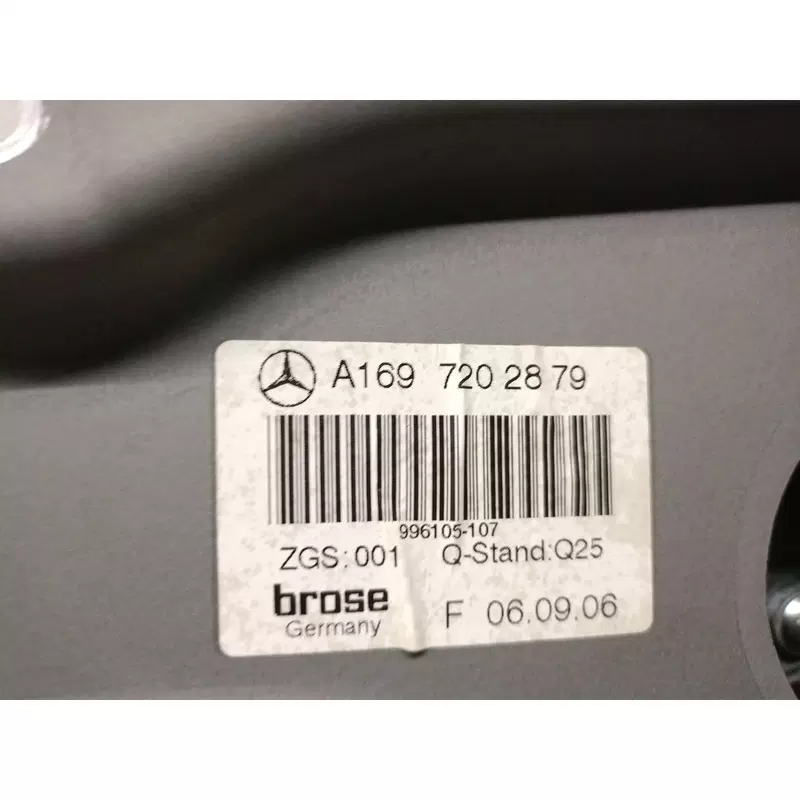 A169 720 28 79
996105-107
ZGS:001 Q-Stand:Q25
brose
Germany
F 06.09.06